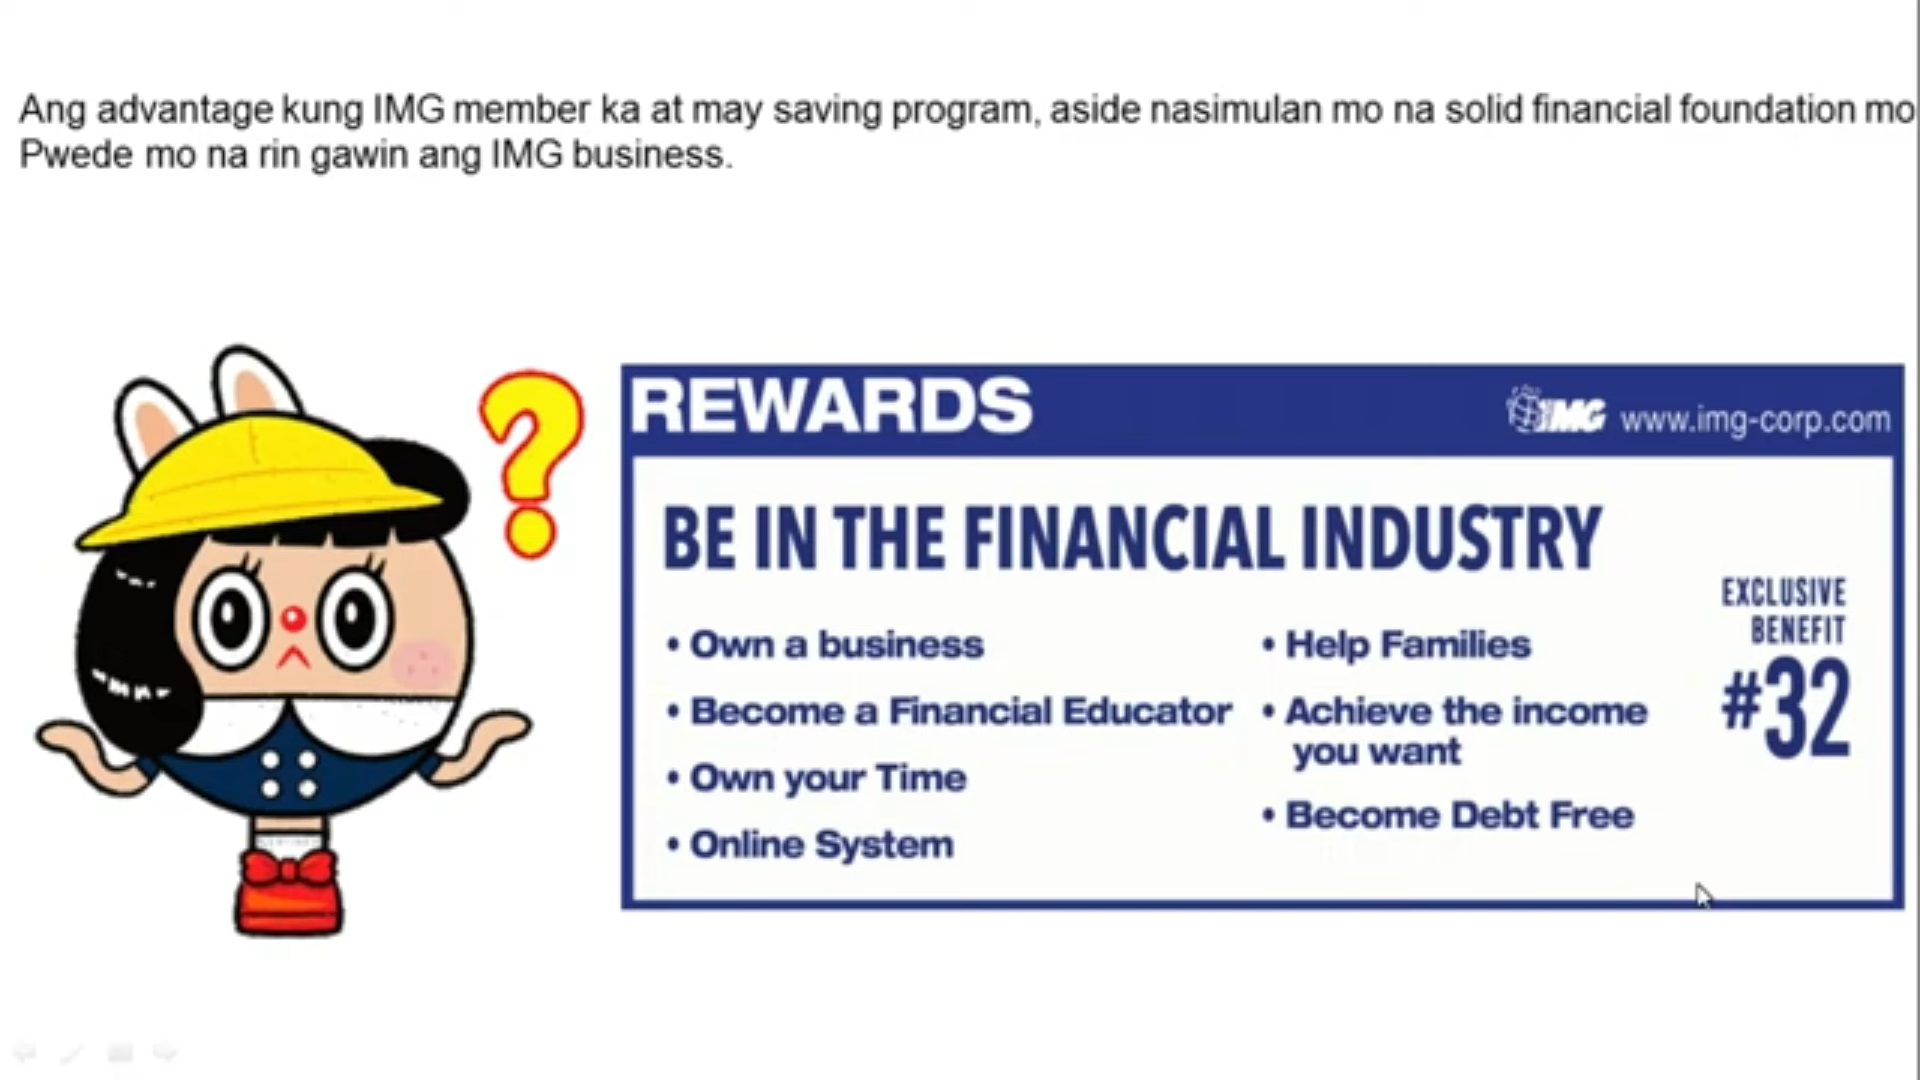 Ang advantage kung IMG member ka at may saving program, aside nasimulan mo na solid financial foundation mo
Pwede mo na rin gawin ang IMG business.
?
REWARDS
IMG www.img-corp.com
BE IN THE FINANCIAL INDUSTRY
• Own a business
• Become a Financial Educator
• Own your Time
• Online System
• Help Families
• Achieve the income
you want
• Become Debt Free
EXCLUSIVE
BENEFIT
#32